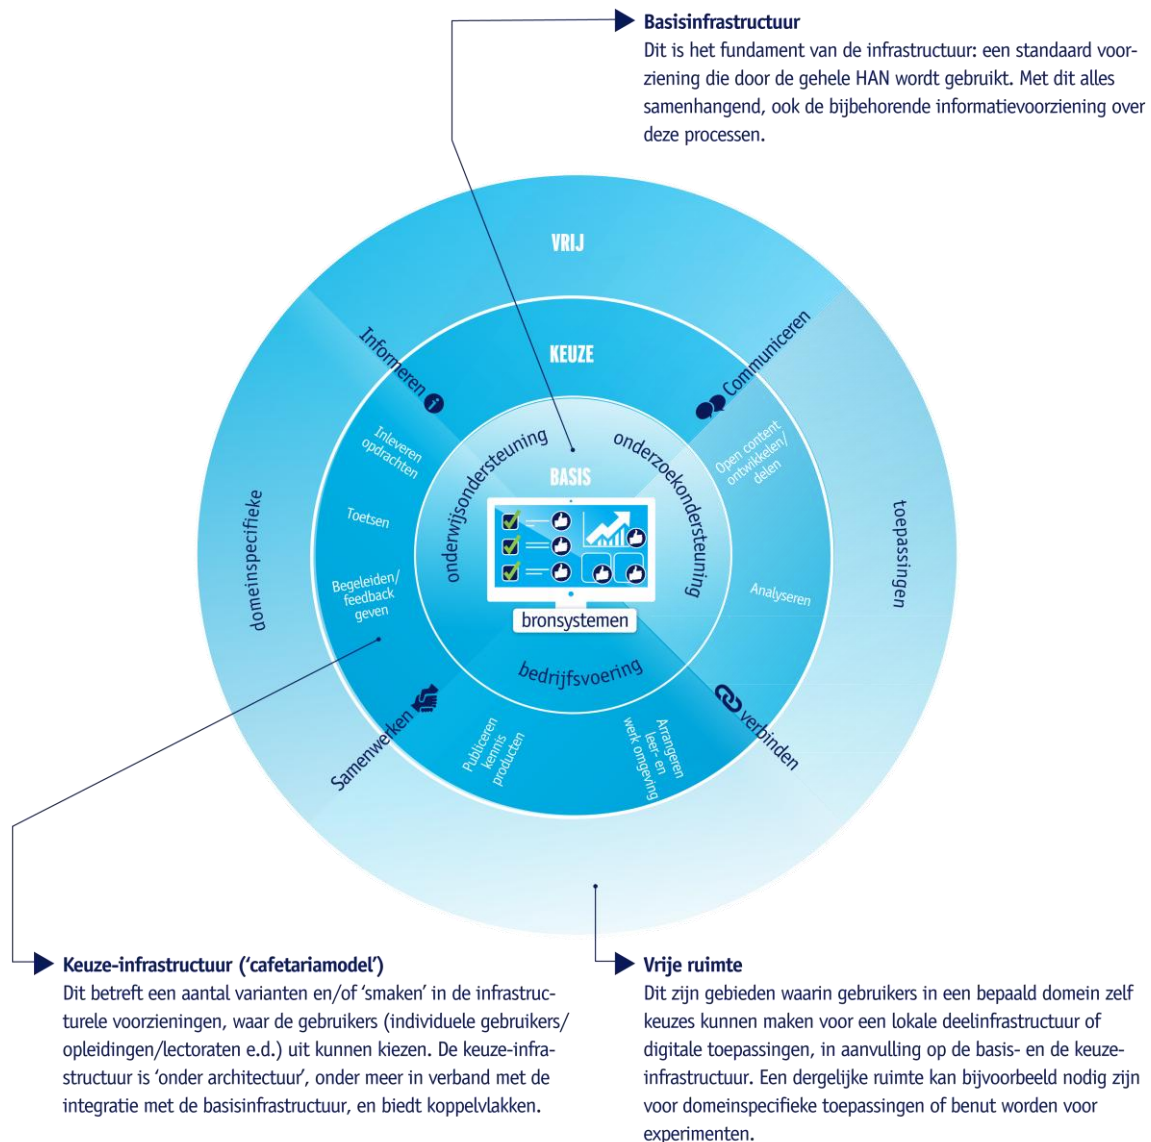 Basisinfrastructuur
Dit is het fundament van de infrastructuur: een standaard voor-
ziening die door de gehele HAN wordt gebruikt. Met dit alles
samenhangend, ook de bijbehorende informatievoorziening over
deze processen.
VRIJ
Informeren
Communiceren
KEUZE
Inleveren
opdrachten
Toetsen
Begeleiden/
feedback
geven
Open content
ontwikkelen/
delen
Analyseren
domeinspecifieke
toepassingen
onderwijsondersteuning
onderzoekondersteuning
BASIS
bronsystemen
bedrijfsvoering
Samenwerken
verbinden
Publiceren
kennis
producten
Arrangeren
leer- en
werk omgeving
Keuze-infrastructuur (‘cafetariamodel’)
Dit betreft een aantal varianten en/of ‘smaken’ in de infrastruc-
turele voorzieningen, waar de gebruikers (individuele gebruikers/
opleidingen/lectoraten e.d.) uit kunnen kiezen. De keuze-infra-
structuur is ‘onder architectuur’, onder meer in verband met de
integratie met de basisinfrastructuur, en biedt koppelvlakken.
Vrije ruimte
Dit zijn gebieden waarin gebruikers in een bepaald domein zelf
keuzes kunnen maken voor een lokale deelinfrastructuur of
digitale toepassingen, in aanvulling op de basis- en de keuze-
infrastructuur. Een dergelijke ruimte kan bijvoorbeeld nodig zijn
voor domeinspecifieke toepassingen of benut worden voor
experimenten.